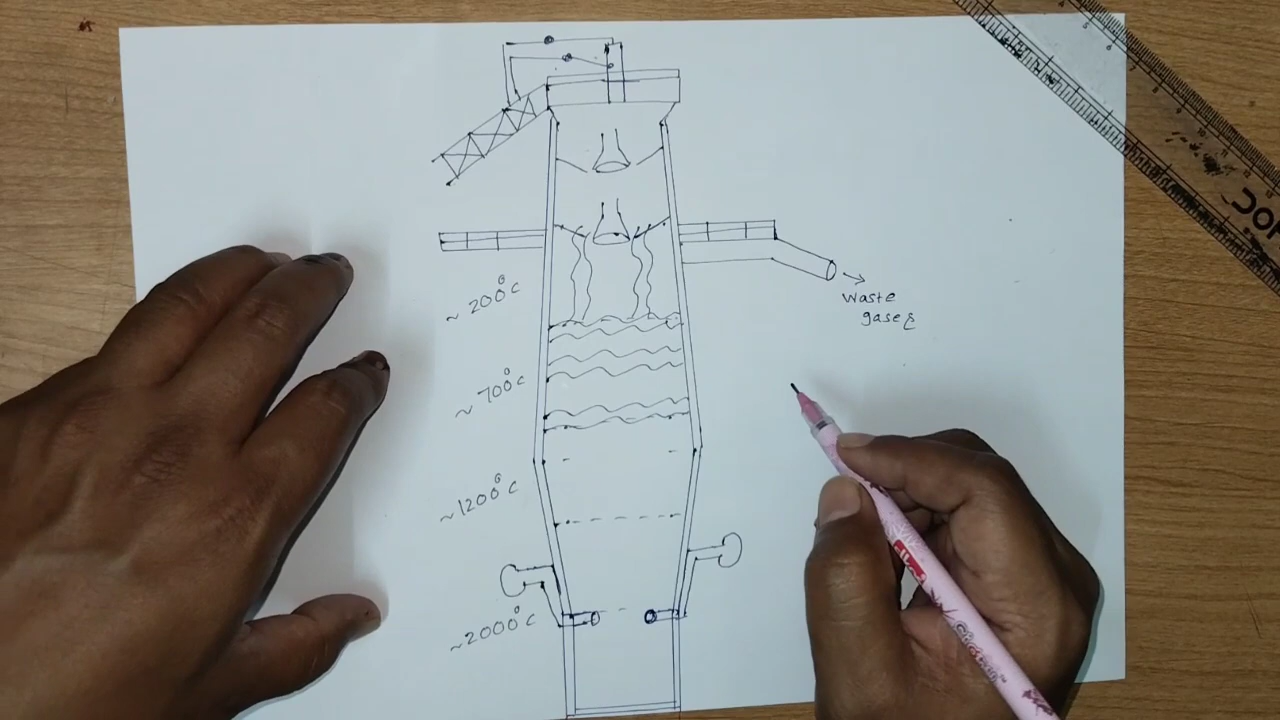 ~ 200°c
Waste
gases
~ 700°c
~1200°c
~2000°c